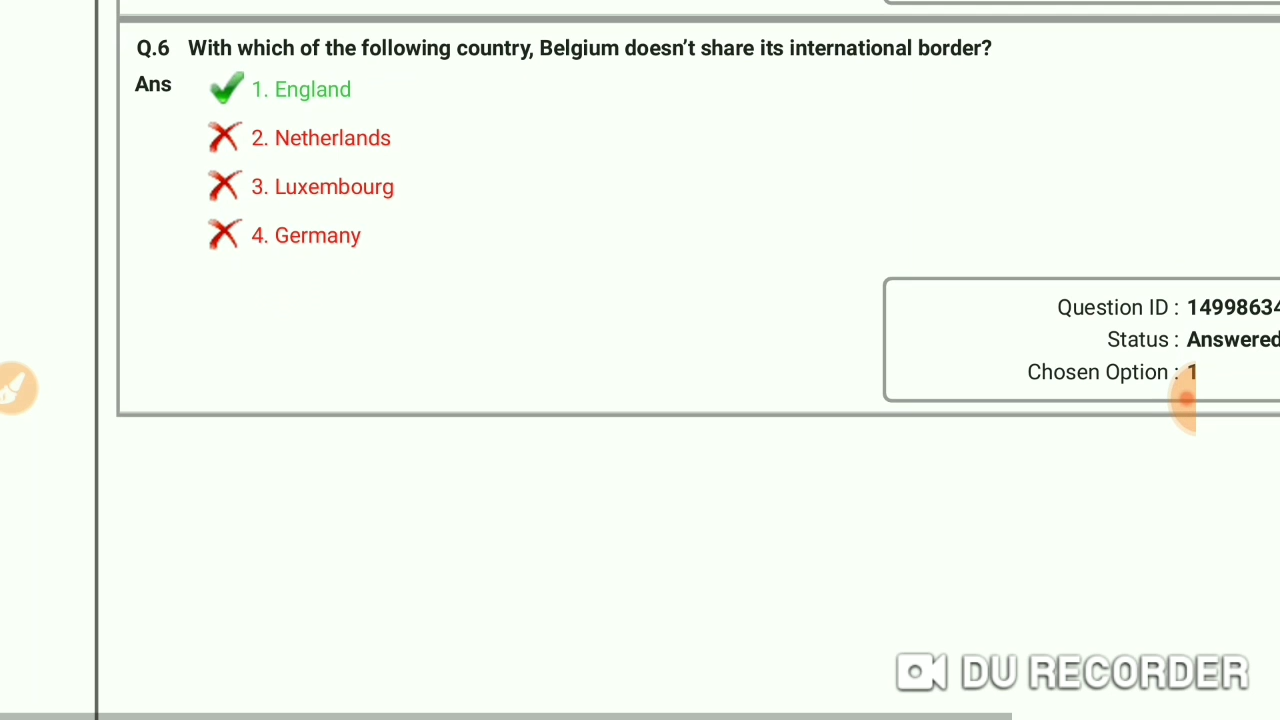 Q.6 With which of the following country, Belgium doesn't share its international border?
Ans 1. England
2. Netherlands
3. Luxembourg
4. Germany
Question ID : 14998634
Status : Answered
Chosen Option : 1
DU RECORDER